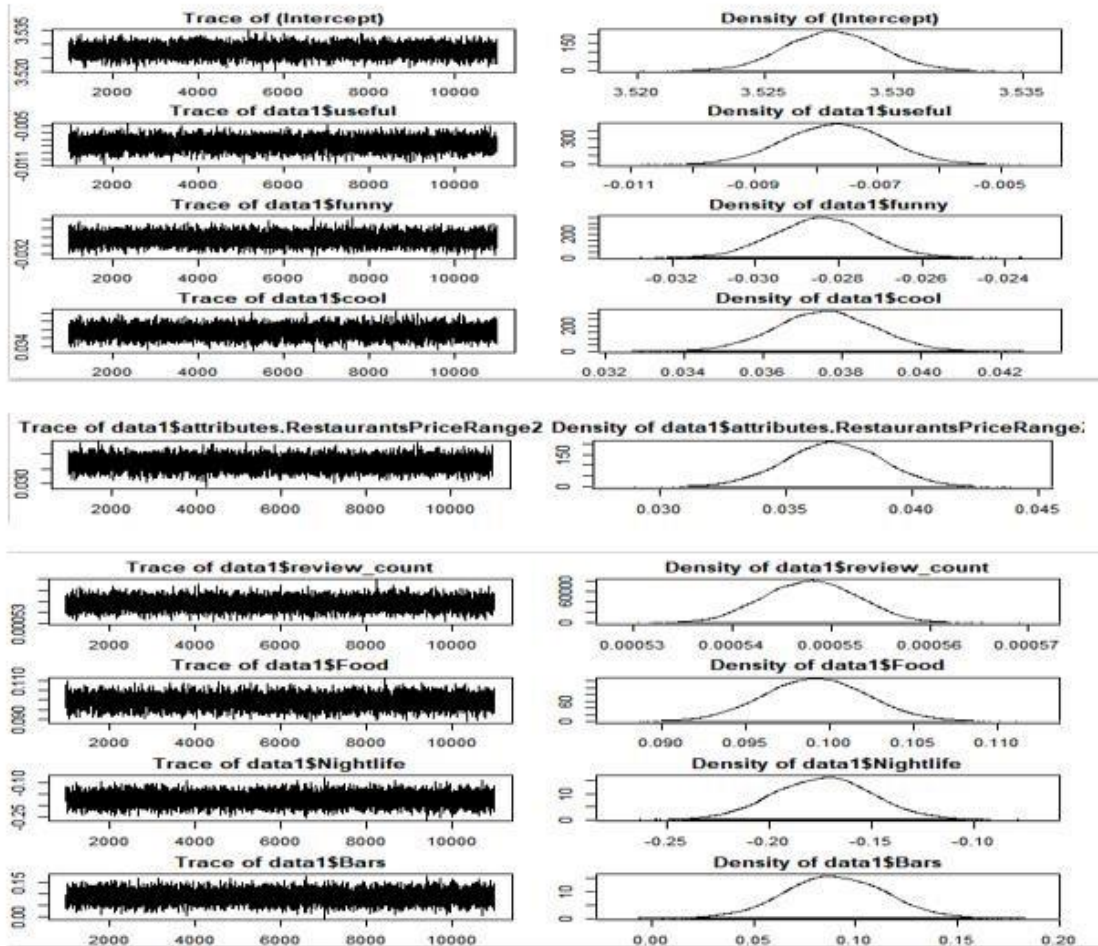 Trace of (Intercept) Density of (Intercept)
3.520 3.535
0 150
2000 4000 6000 8000 10000 3.520 3.525 3.530 3.535
Trace of data1$useful Density of data1$useful
-0.011 -0.005
0 300
2000 4000 6000 8000 10000 -0.011 -0.009 -0.007 -0.005
Trace of data1$funny Density of data1$funny
-0.032
0 200
2000 4000 6000 8000 10000 -0.032 -0.030 -0.028 -0.026 -0.024
Trace of data1$cool Density of data1$cool
0.034
0 200
2000 4000 6000 8000 10000 0.032 0.034 0.036 0.038 0.040 0.042
Trace of data1$attributes.RestaurantsPriceRange2 Density of data1$attributes.RestaurantsPriceRange2
0.030
0 150
2000 4000 6000 8000 10000 0.030 0.035 0.040 0.045
Trace of data1$review_count Density of data1$review_count
0.00053
0 60000
2000 4000 6000 8000 10000 0.00053 0.00054 0.00055 0.00056 0.00057
Trace of data1$Food Density of data1$Food
0.090 0.110
0 60
2000 4000 6000 8000 10000 0.090 0.095 0.100 0.105 0.110
Trace of data1$Nightlife Density of data1$Nightlife
-0.25 -0.10
0 10
2000 4000 6000 8000 10000 -0.25 -0.20 -0.15 -0.10
Trace of data1$Bars Density of data1$Bars
0.00 0.15
0 10
2000 4000 6000 8000 10000 0.00 0.05 0.10 0.15 0.20